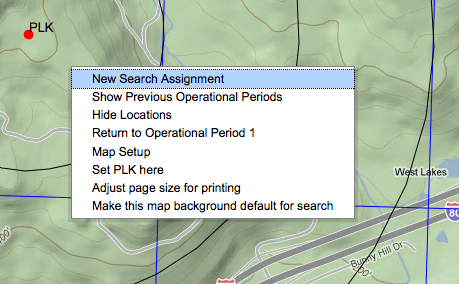 PLK
New Search Assignment
Show Previous Operational Periods
Hide Locations
Return to Operational Period 1
Map Setup
Set PLK here
Adjust page size for printing
Make this map background default for search
West Lakes
80
Bunny Hill Dr